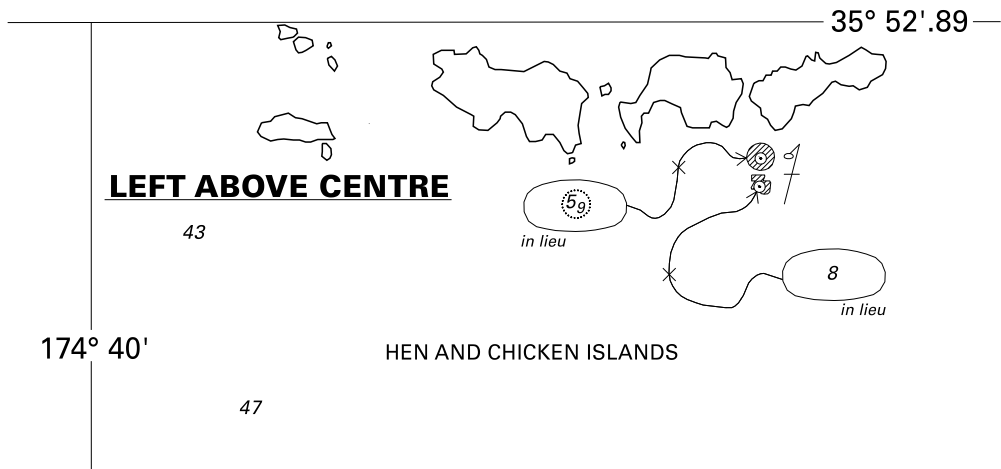 35° 52'.89
LEFT ABOVE CENTRE
5₉
in lieu
43
8
in lieu
174° 40'
HEN AND CHICKEN ISLANDS
47